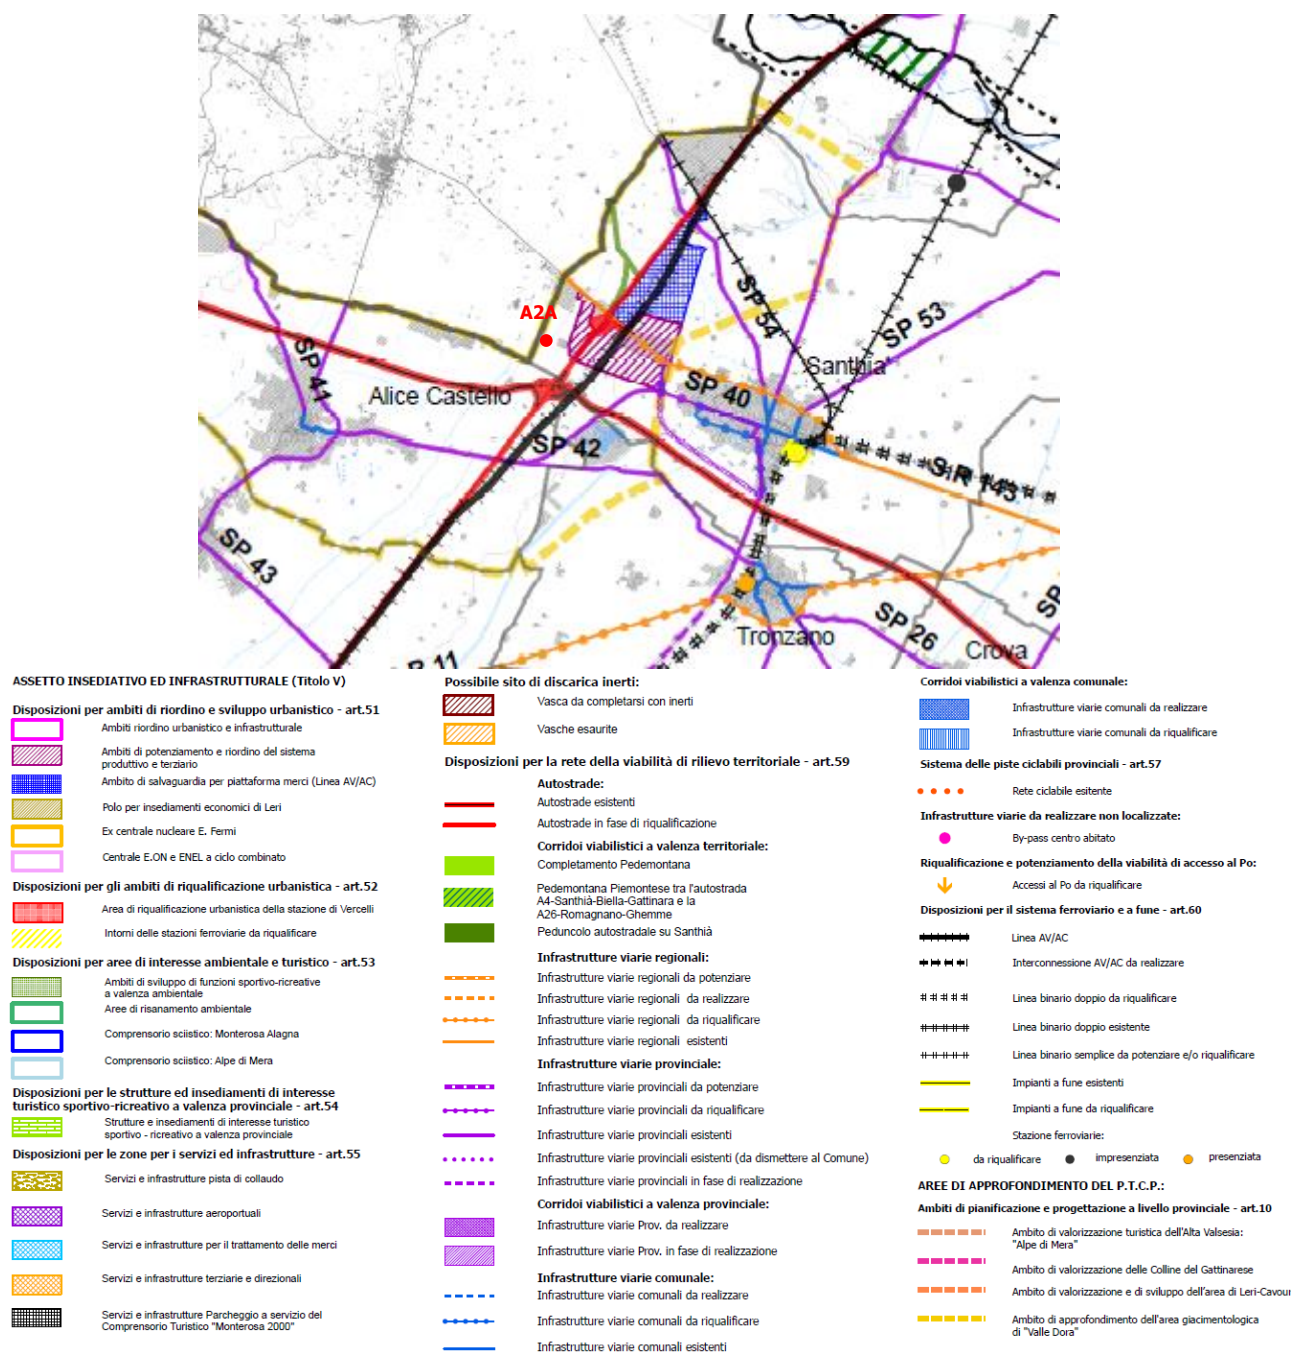 A2A
SP 54
SP 53
Santhia'
SP 41
Alice Castello
SP 40
SP 42
S.R 143
SP 43
SP 26
Tronzano
Crova
ASSETTO INSEDIATIVO ED INFRASTRUTTURALE (Titolo V)
Disposizioni per ambiti di riordino e sviluppo urbanistico - art.51
Ambiti riordino urbanistico e infrastrutturale
Ambiti di potenziamento e riordino del sistema
produttivo e terziario
Ambito di salvaguardia per piattaforma merci (Linea AV/AC)
Polo per insediamenti economici di Leri
Ex centrale nucleare E. Fermi
Centrale E.ON e ENEL a ciclo combinato
Disposizioni per gli ambiti di riqualificazione urbanistica - art.52
Area di riqualificazione urbanistica della stazione di Vercelli
Intorni delle stazioni ferroviarie da riqualificare
Disposizioni per aree di interesse ambientale e turistico - art.53
Ambiti di sviluppo di funzioni sportivo-ricreative
a valenza ambientale
Aree di risanamento ambientale
Comprensorio sciistico: Monterosa Alagna
Comprensorio sciistico: Alpe di Mera
Disposizioni per le strutture ed insediamenti di interesse
turistico sportivo-ricreativo a valenza provinciale - art.54
Strutture e insediamenti di interesse turistico
sportivo - ricreativo a valenza provinciale
Disposizioni per le zone per i servizi ed infrastrutture - art.55
Servizi e infrastrutture pista di collaudo
Servizi e infrastrutture aeroportuali
Servizi e infrastrutture per il trattamento delle merci
Servizi e infrastrutture terziarie e direzionali
Servizi e infrastrutture Parcheggio a servizio del
Comprensorio Turistico "Monterosa 2000"
Possibile sito di discarica inerti:
Vasca da completarsi con inerti
Vasche esaurite
Disposizioni per la rete della viabilità di rilievo territoriale - art.59
Autostrade:
Autostrade esistenti
Autostrade in fase di riqualificazione
Corridoi viabilistici a valenza territoriale:
Completamento Pedemontana
Pedemontana Piemontese tra l'autostrada
A4-Santhià-Biella-Gattinara e la
A26-Romagnano-Ghemme
Peduncolo autostradale su Santhià
Infrastrutture viarie regionali:
Infrastrutture viarie regionali da potenziare
Infrastrutture viarie regionali da realizzare
Infrastrutture viarie regionali da riqualificare
Infrastrutture viarie regionali esistenti
Infrastrutture viarie provinciale:
Infrastrutture viarie provinciali da potenziare
Infrastrutture viarie provinciali da riqualificare
Infrastrutture viarie provinciali esistenti
Infrastrutture viarie provinciali esistenti (da dismettere al Comune)
Infrastrutture viarie provinciali in fase di realizzazione
Corridoi viabilistici a valenza provinciale:
Infrastrutture viarie Prov. da realizzare
Infrastrutture viarie Prov. in fase di realizzazione
Infrastrutture viarie comunale:
Infrastrutture viarie comunali da realizzare
Infrastrutture viarie comunali da riqualificare
Infrastrutture viarie comunali esistenti
Corridoi viabilistici a valenza comunale:
Infrastrutture viarie comunali da realizzare
Infrastrutture viarie comunali da riqualificare
Sistema delle piste ciclabili provinciali - art.57
Rete ciclabile esitente
Infrastrutture viarie da realizzare non localizzate:
By-pass centro abitato
Riqualificazione e potenziamento della viabilità di accesso al Po:
Accessi al Po da riqualificare
Disposizioni per il sistema ferroviario e a fune - art.60
Linea AV/AC
Interconnessione AV/AC da realizzare
Linea binario doppio da riqualificare
Linea binario doppio esistente
Linea binario semplice da potenziare e/o riqualificare
Impianti a fune esistenti
Impianti a fune da riqualificare
Stazione ferroviarie:
da riqualificare impresenziata presenziata
AREE DI APPROFONDIMENTO DEL P.T.C.P.:
Ambiti di pianificazione e progettazione a livello provinciale - art.10
Ambito di valorizzazione turistica dell'Alta Valsesia:
"Alpe di Mera"
Ambito di valorizzazione delle Colline del Gattinarese
Ambito di valorizzazione e di sviluppo dell'area di Leri-Cavour
Ambito di approfondimento dell'area giacimentologica
di "Valle Dora"